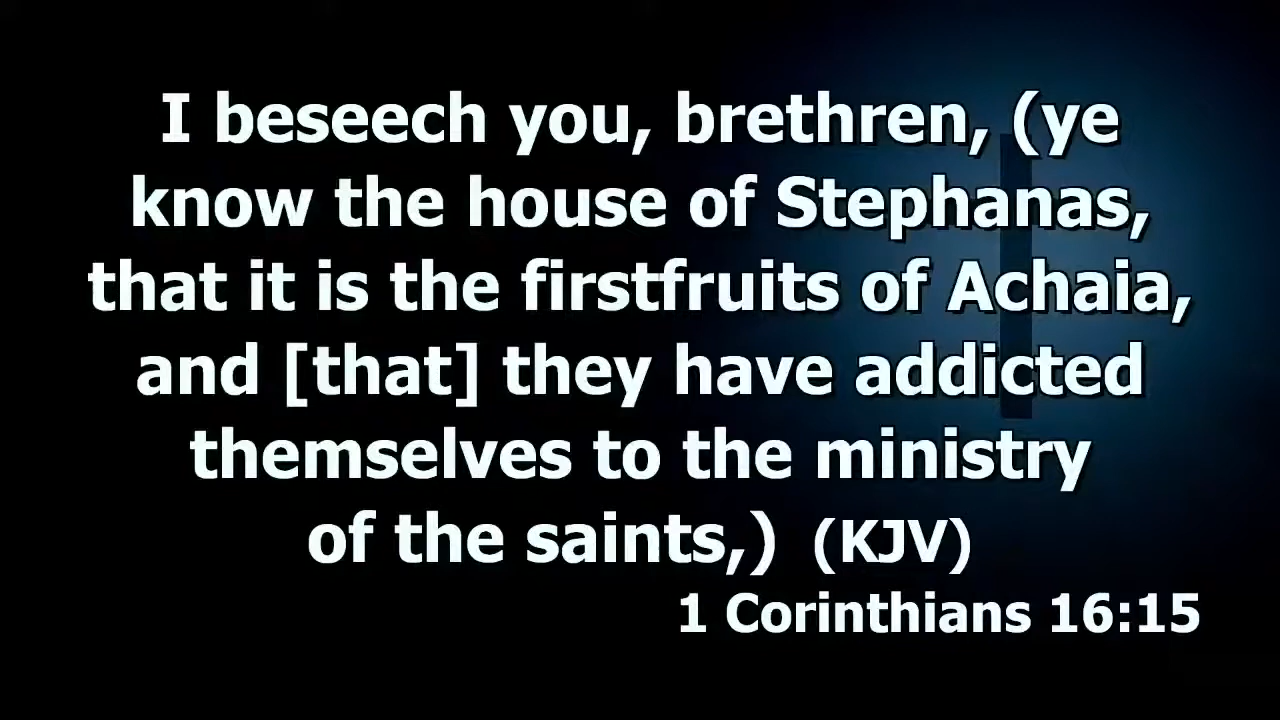 I beseech you, brethren, (ye
know the house of Stephanas,
that it is the firstfruits of Achaia,
and [that] they have addicted
themselves to the ministry
of the saints,) (KJV)
1 Corinthians 16:15